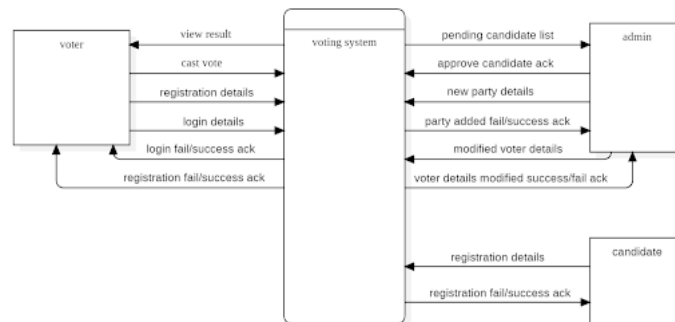 view result
pending candidate list
voter
voting system
admin
cast vote
approve candidate ack
registration details
new party details
login details
party added fail/success ack
login fail/success ack
modified voter details
registration fail/success ack
voter details modified success/fail ack
registration details
candidate
registration fail/success ack